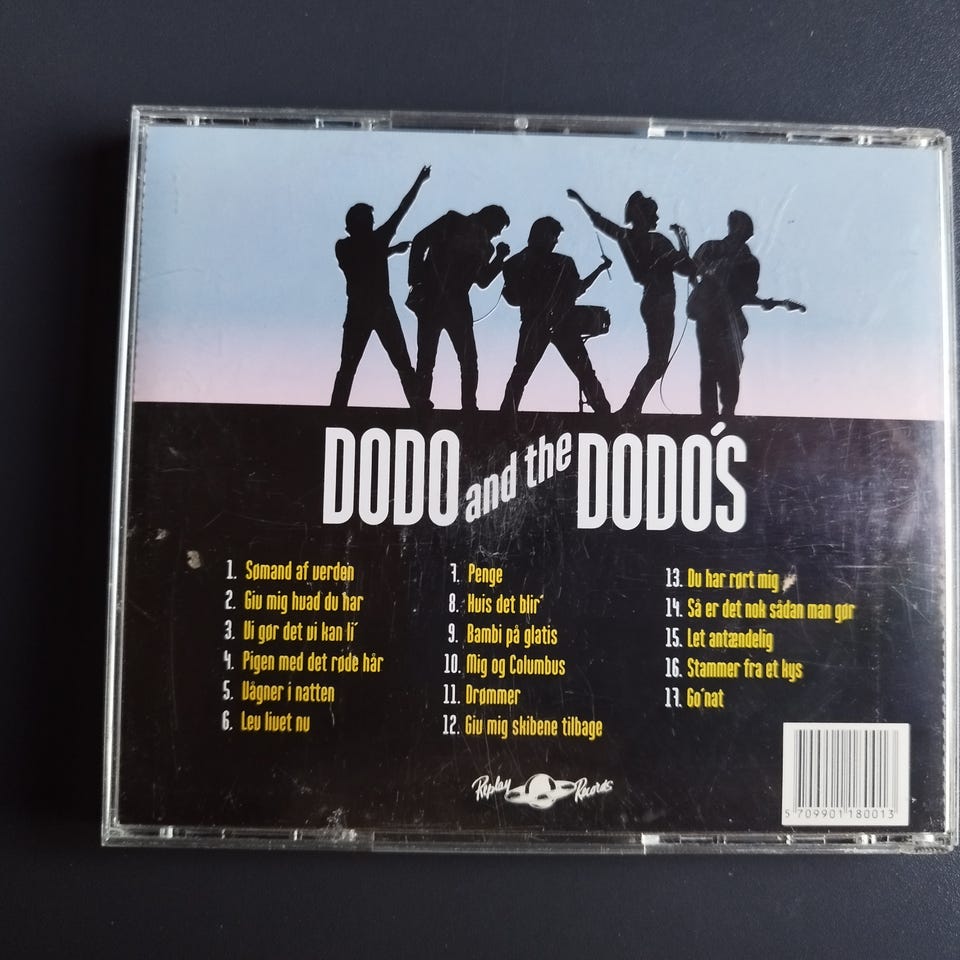 DODO and the DODO´S
1. Sømand af verden
2. Giv mig hvad du har
3. Vi gør det vi kan li´
4. Pigen med det røde hår
5. Vågner i natten
6. Lev livet nu
7. Penge
8. Hvis det blir´
9. Bambi på glatis
10. Mig og Columbus
11. Drømmer
12. Giv mig skibene tilbage
13. Du har rørt mig
14. Så er det nok sådan man gør
15. Let antændelig
16. Stammer fra et kys
17. Go´nat
Replay Records
5 709901 180013